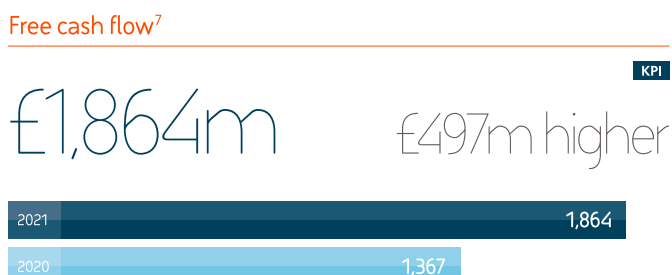 Free cash flow7
KPI
£1,864m £497m higher
2021 1,864
2020 1,367